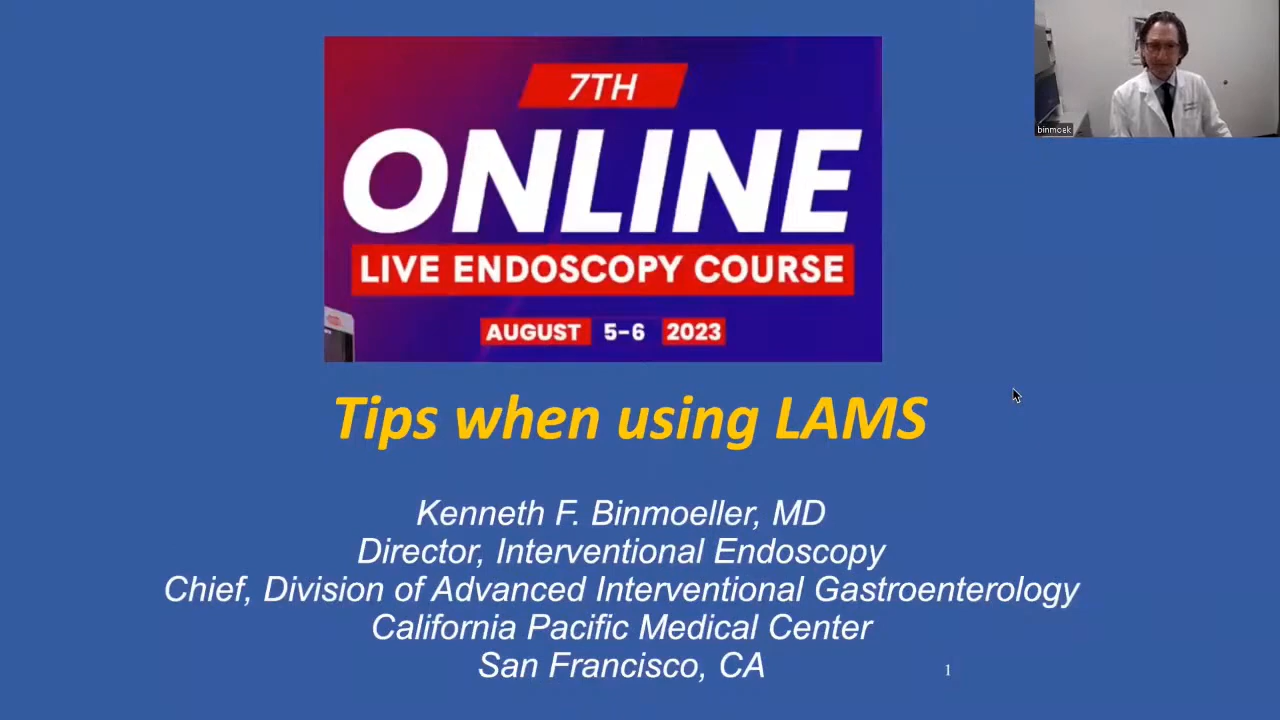 7TH
ONLINE
LIVE ENDOSCOPY COURSE
AUGUST 5-6 2023
binmoek
Tips when using LAMS
Kenneth F. Binmoeller, MD
Director, Interventional Endoscopy
Chief, Division of Advanced Interventional Gastroenterology
California Pacific Medical Center
San Francisco, CA
1